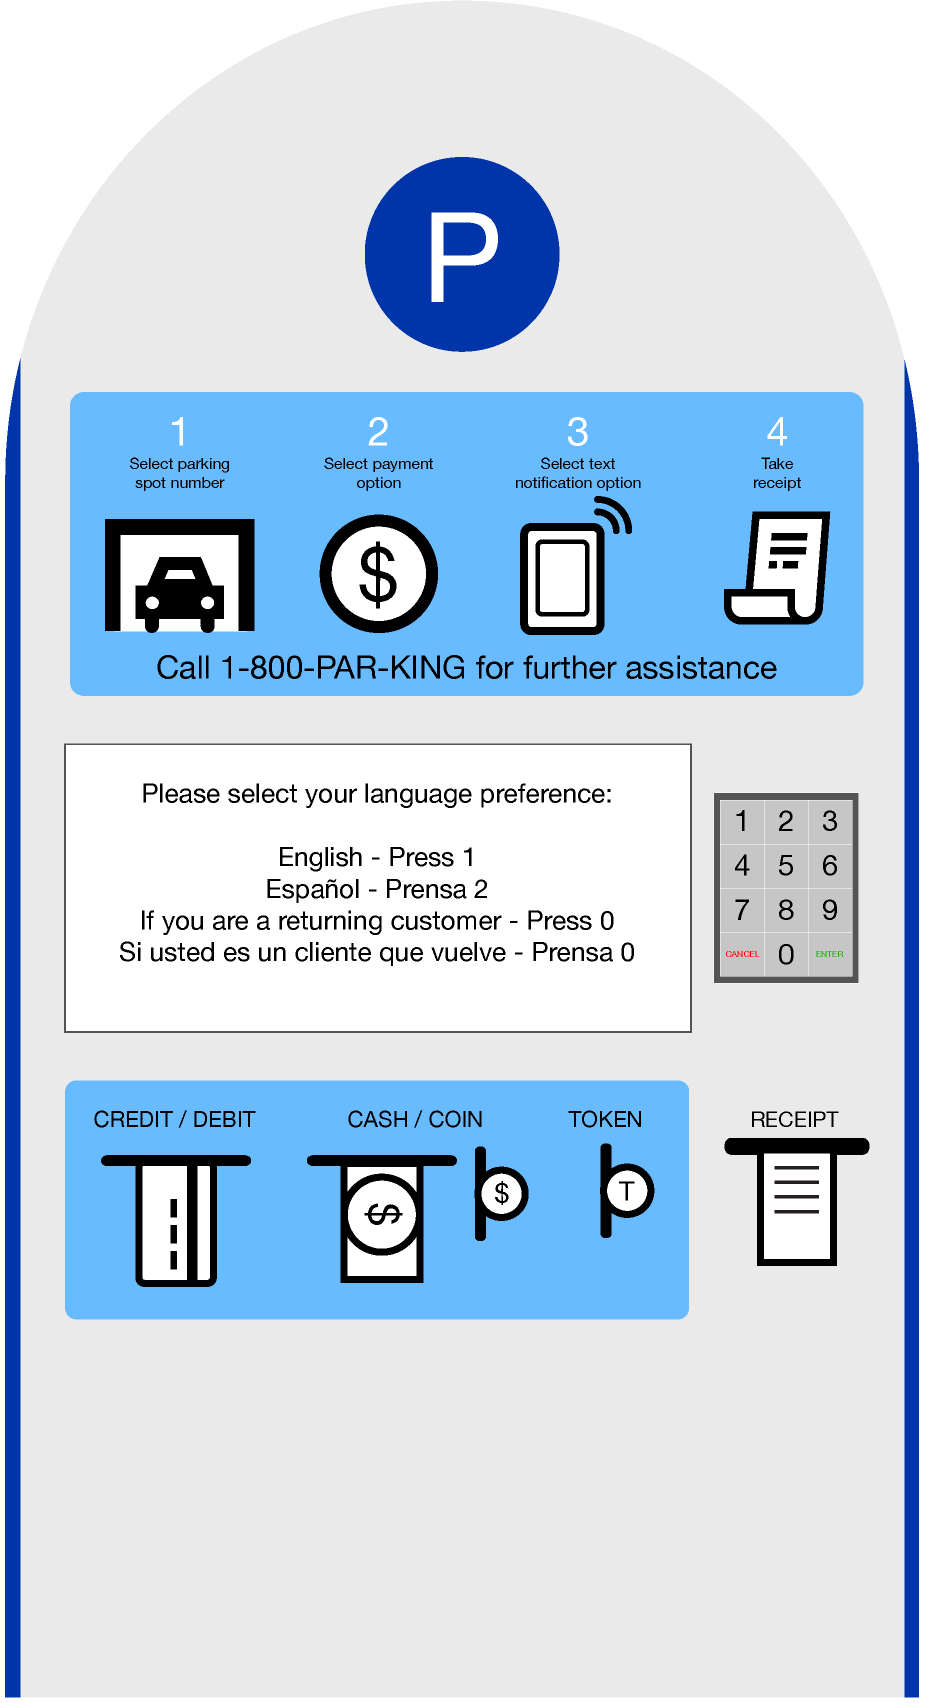 P
1
Select parking
spot number
2
Select payment
option
3
Select text
notification option
4
Take
receipt
$
Call 1-800-PAR-KING for further assistance
Please select your language preference:
English - Press 1
Español - Prensa 2
If you are a returning customer - Press 0
Si usted es un cliente que vuelve - Prensa 0
1 2 3
4 5 6
7 8 9
CANCEL 0 ENTER
CREDIT / DEBIT
CASH / COIN
$
$
TOKEN
T
RECEIPT